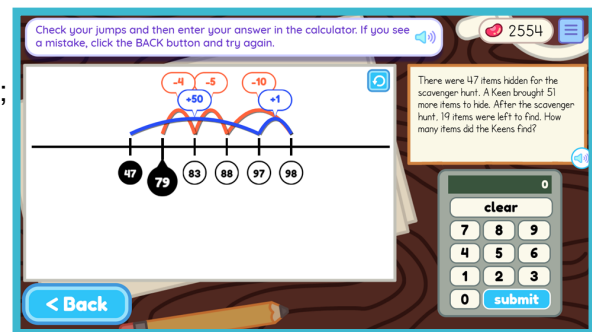 Check your jumps and then enter your answer in the calculator. If you see
a mistake, click the BACK button and try again.
2554
;
-4 -5 -10
+50 +1
47 79 83 88 97 98
There were 47 items hidden for the
scavenger hunt. A Keen brought 51
more items to hide. After the scavenger
hunt, 19 items were left to find. How
many items did the Keens find?
0
clear
7 8 9
4 5 6
1 2 3
0 submit
< Back